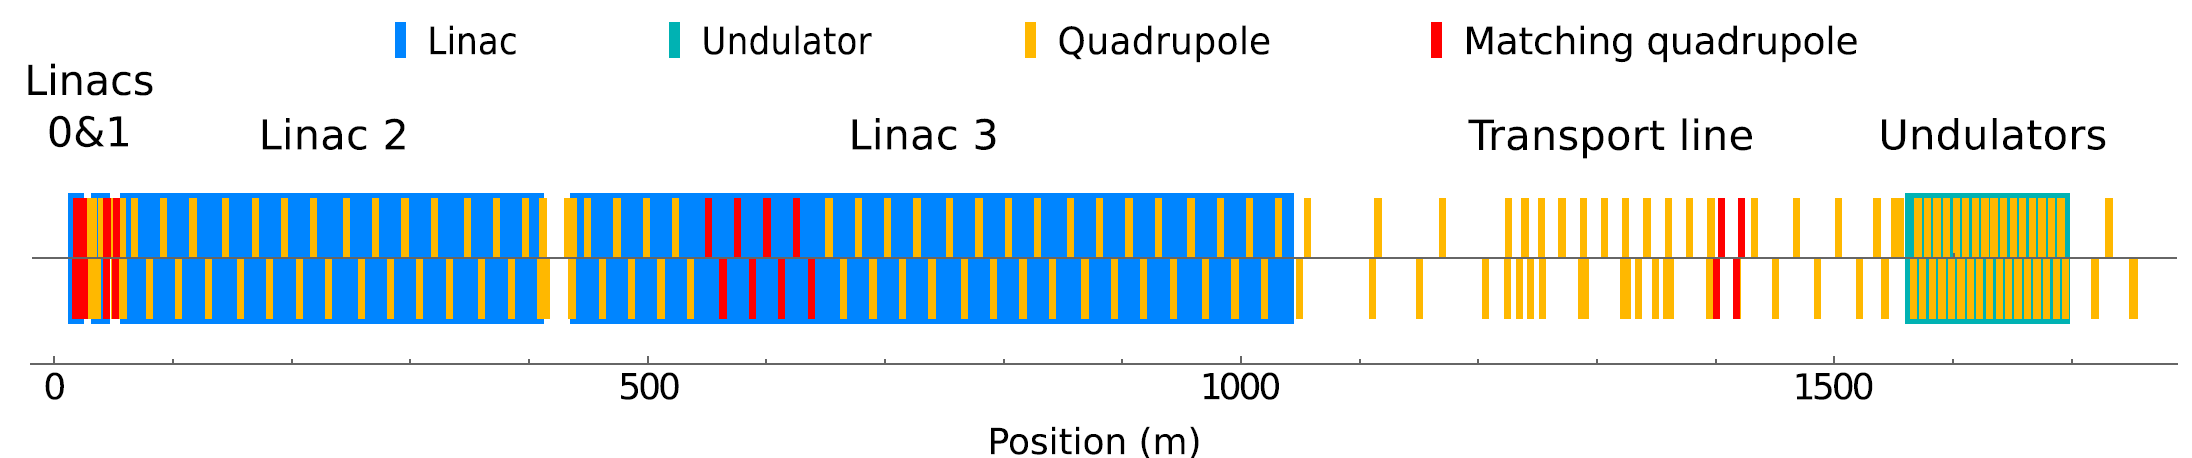 Linac Undulator Quadrupole Matching quadrupole
Linacs
0&1 Linac 2 Linac 3 Transport line Undulators
0 500 1000 1500
Position (m)